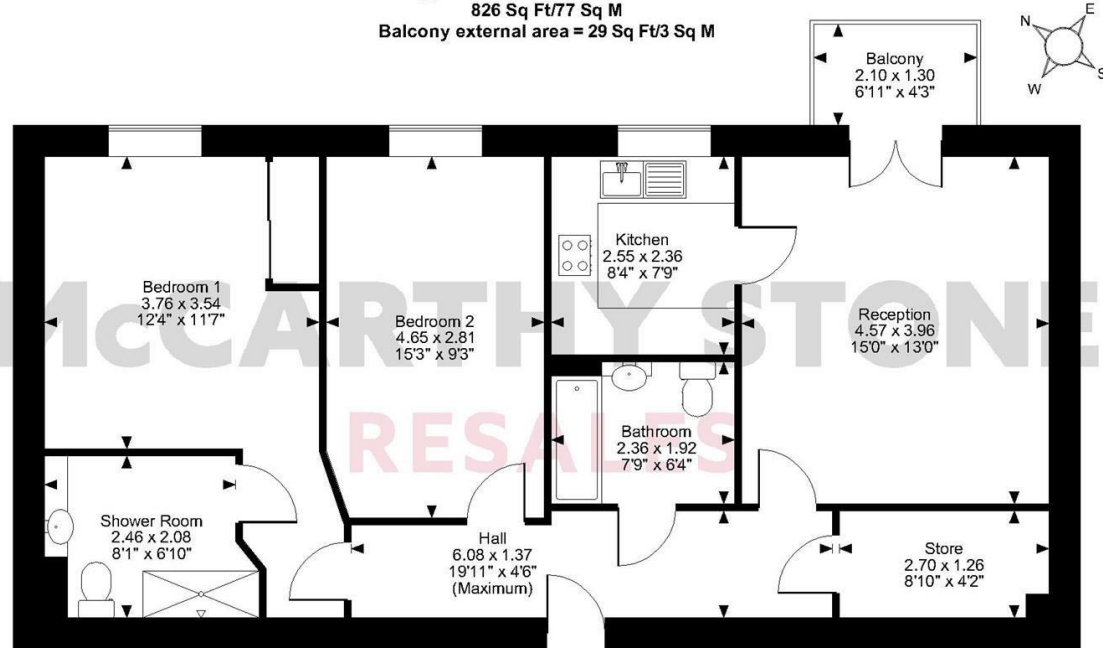 826 Sq Ft/77 Sq M
Balcony external area = 29 Sq Ft/3 Sq M
N
E
W
S
Balcony
2.10 x 1.30
6'11" x 4'3"
Bedroom 1
3.76 x 3.54
12'4" x 11'7"
Bedroom 2
4.65 x 2.81
15'3" x 9'3"
Kitchen
2.55 x 2.36
8'4" x 7'9"
Reception
4.57 x 3.96
15'0" x 13'0"
McCARTHY STONE
RESALES
Bathroom
2.36 x 1.92
7'9" x 6'4"
Shower Room
2.46 x 2.08
8'1" x 6'10"
Hall
6.08 x 1.37
19'11" x 4'6"
(Maximum)
Store
2.70 x 1.26
8'10" x 4'2"